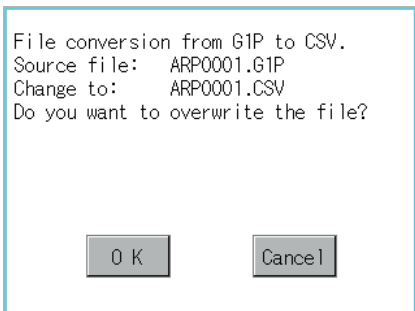 File conversion from G1P to CSV.
Source file: ARP0001.G1P
Change to: ARP0001.CSV
Do you want to overwrite the file?
OK Cancel